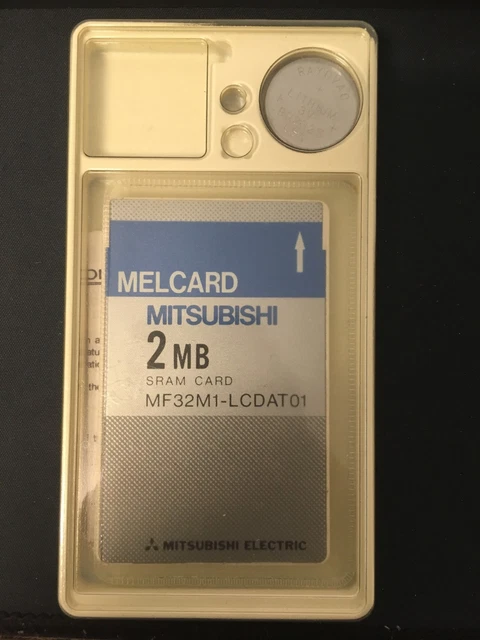 MELCARD
MITSUBISHI
2 MB
SRAM CARD
MF32M1-LCDAT01
MITSUBISHI ELECTRIC